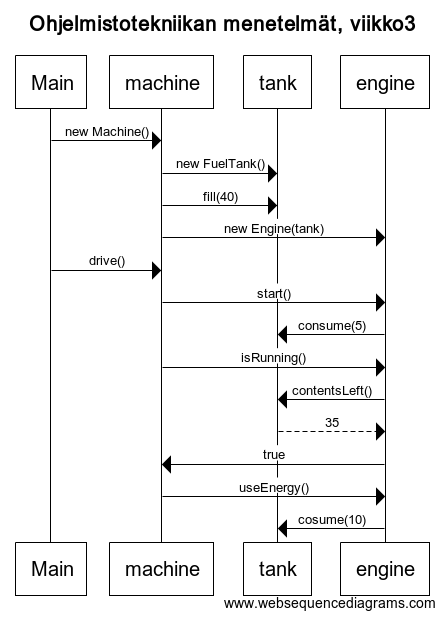 Ohjelmistotekniikan menetelmät, viikko3
Main machine tank engine
new Machine()
new FuelTank()
fill(40)
new Engine(tank)
drive()
start()
consume(5)
isRunning()
contentsLeft()
35
true
useEnergy()
cosume(10)
Main machine tank engine
www.websequencediagrams.com